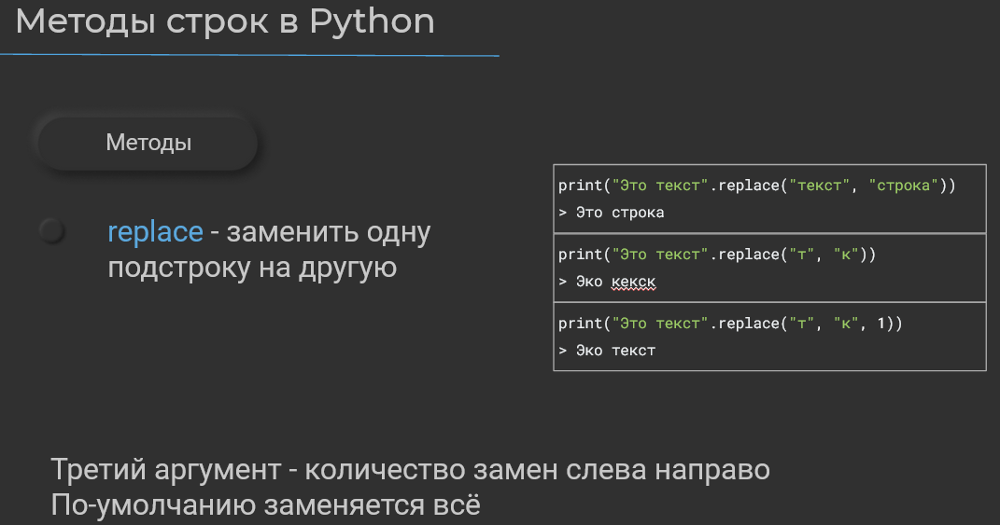 Методы строк в Python
Методы
replace - заменить одну
подстроку на другую
print("Это текст".replace("текст", "строка"))
> Это строка
print("Это текст".replace("т", "к"))
> Эко кекск
print("Это текст".replace("т", "к", 1))
> Эко текст
Третий аргумент - количество замен слева направо
По-умолчанию заменяется всё